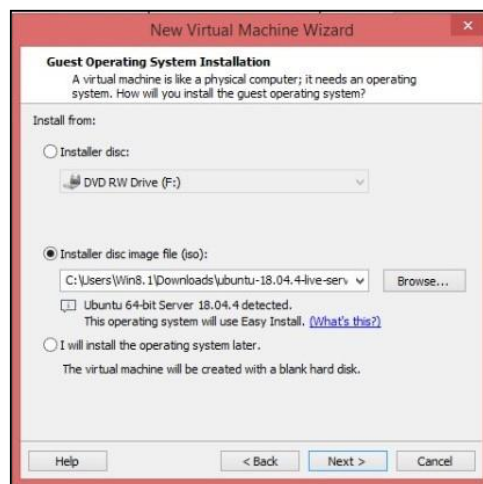 New Virtual Machine Wizard
Guest Operating System Installation
A virtual machine is like a physical computer; it needs an operating
system. How will you install the guest operating system?
Install from:
Installer disc:
DVD RW Drive (F:)
Installer disc image file (iso):
C:\Users\Win8.1\Downloads\ubuntu-18.04.4-live-serv
Browse...
Ubuntu 64-bit Server 18.04.4 detected.
This operating system will use Easy Install. (What's this?)
I will install the operating system later.
The virtual machine will be created with a blank hard disk.
Help < Back Next > Cancel